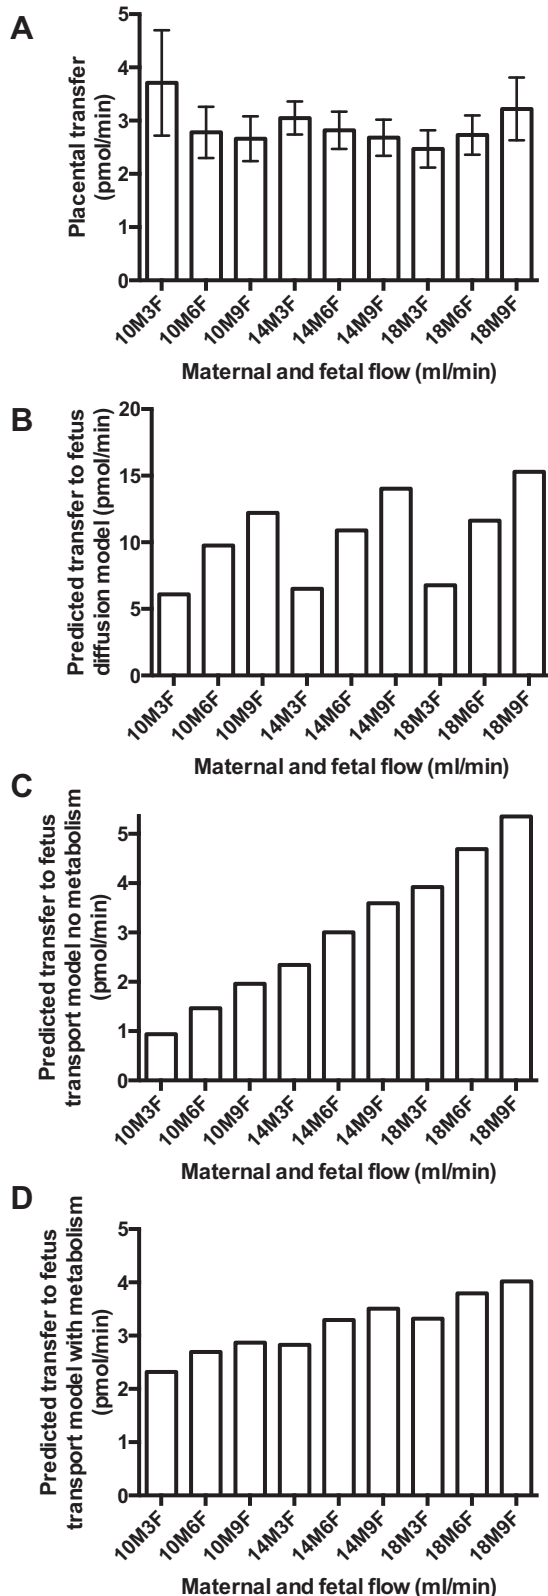 A
Placental transfer
(pmol/min)
5
4
3
2
1
0
10M3F
10M6F
10M9F
14M3F
14M6F
14M9F
18M3F
18M6F
18M9F
Maternal and fetal flow (ml/min)
B
Predicted transfer to fetus
diffusion model (pmol/min)
20
15
10
5
0
10M3F
10M6F
10M9F
14M3F
14M6F
14M9F
18M3F
18M6F
18M9F
Maternal and fetal flow (ml/min)
C
Predicted transfer to fetus
transport model no metabolism
(pmol/min)
5
4
3
2
1
0
10M3F
10M6F
10M9F
14M3F
14M6F
14M9F
18M3F
18M6F
18M9F
Maternal and fetal flow (ml/min)
D
Predicted transfer to fetus
transport model with metabolism
(pmol/min)
5
4
3
2
1
0
10M3F
10M6F
10M9F
14M3F
14M6F
14M9F
18M3F
18M6F
18M9F
Maternal and fetal flow (ml/min)